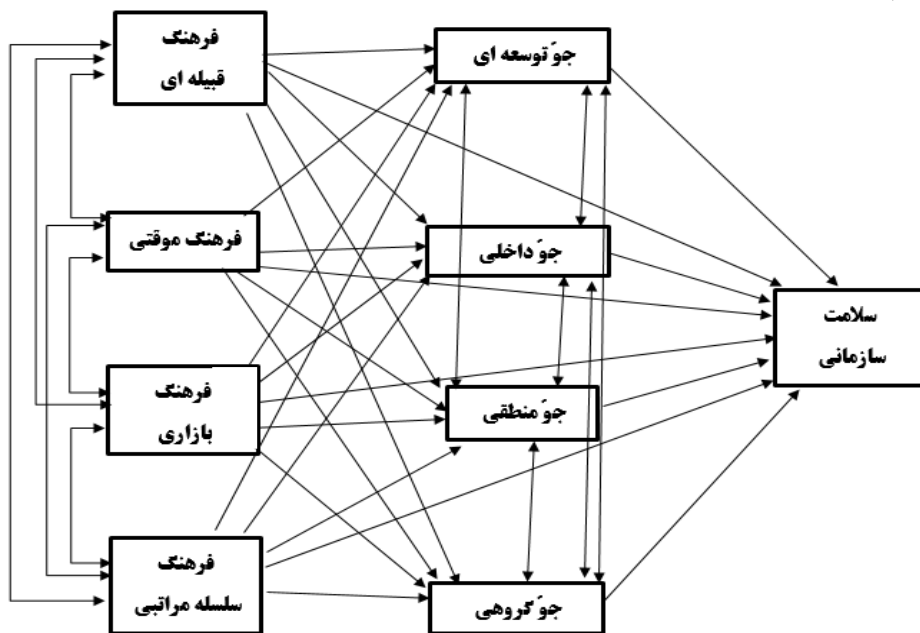 فرهنگ
قبیله ای
جوّ توسعه ای
فرهنگ موقتی
جوّ داخلی
سلامت
سازمانی
فرهنگ
بازاری
جوّ منطقی
فرهنگ
سلسله مراتبی
جوّ گروهی